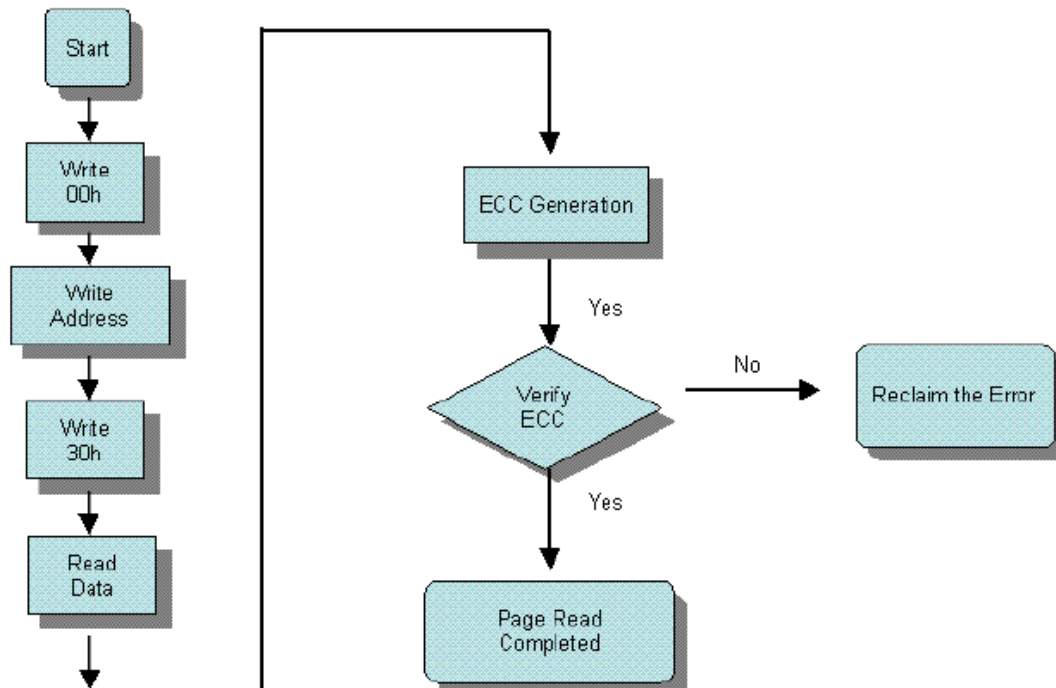 Start
Write
00h
Write
Address
Write
30h
Read
Data
ECC Generation
Yes
Verify
ECC
No
Reclaim the Error
Yes
Page Read
Completed